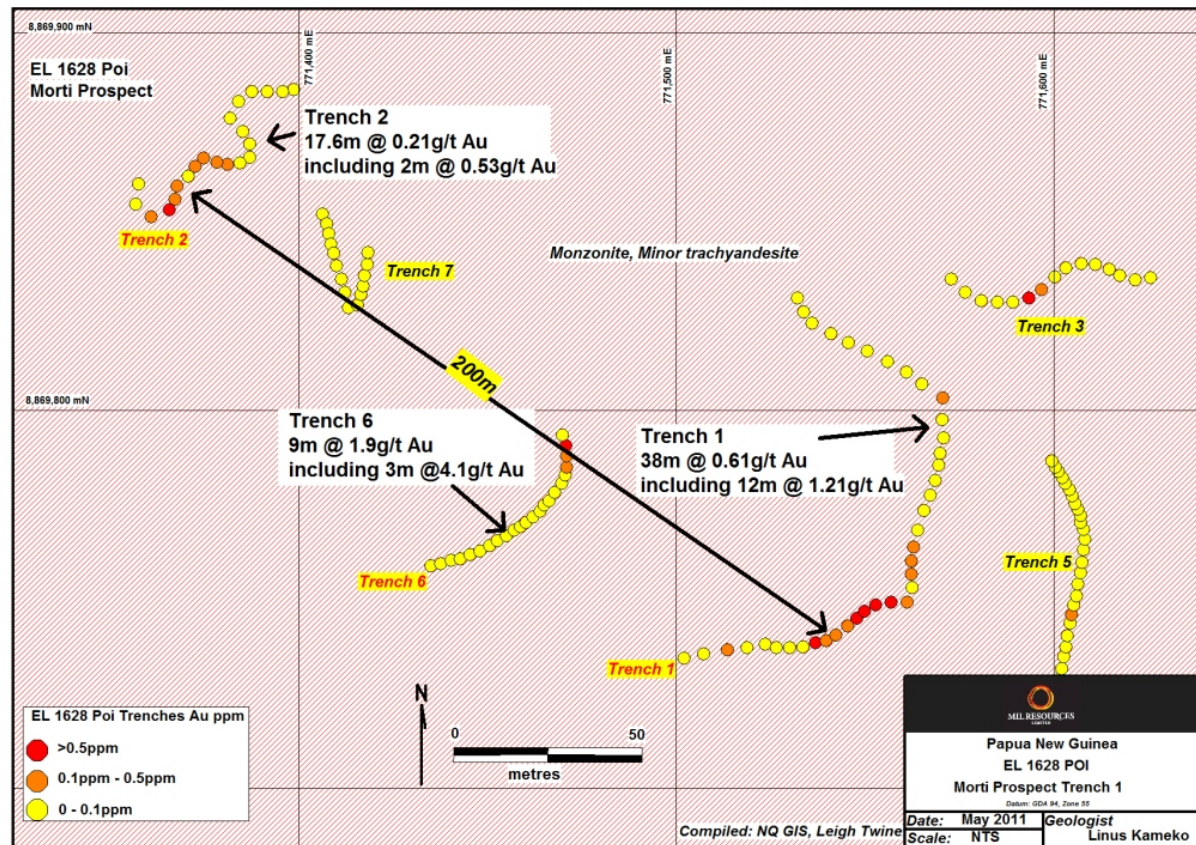 8,869,900 mN
771,400 mE
771,500 mE
771,600 mE
EL 1628 Poi
Morti Prospect
Trench 2
17.6m @ 0.21g/t Au
including 2m @ 0.53g/t Au
Trench 2
Trench 7
Monzonite, Minor trachyandesite
Trench 3
200m
8,869,800 mN
Trench 6
9m @ 1.9g/t Au
including 3m @4.1g/t Au
Trench 1
38m @ 0.61g/t Au
including 12m @ 1.21g/t Au
Trench 5
Trench 6
Trench 1
N
0 50
metres
EL 1628 Poi Trenches Au ppm
>0.5ppm
0.1ppm - 0.5ppm
0 - 0.1ppm
Compiled: NQ GIS, Leigh Twine
MIL RESOURCES
LIMITED
Papua New Guinea
EL 1628 POI
Morti Prospect Trench 1
Datum: GDA 94, Zone 55
Date: May 2011
Geologist
Scale: NTS
Linus Kameko